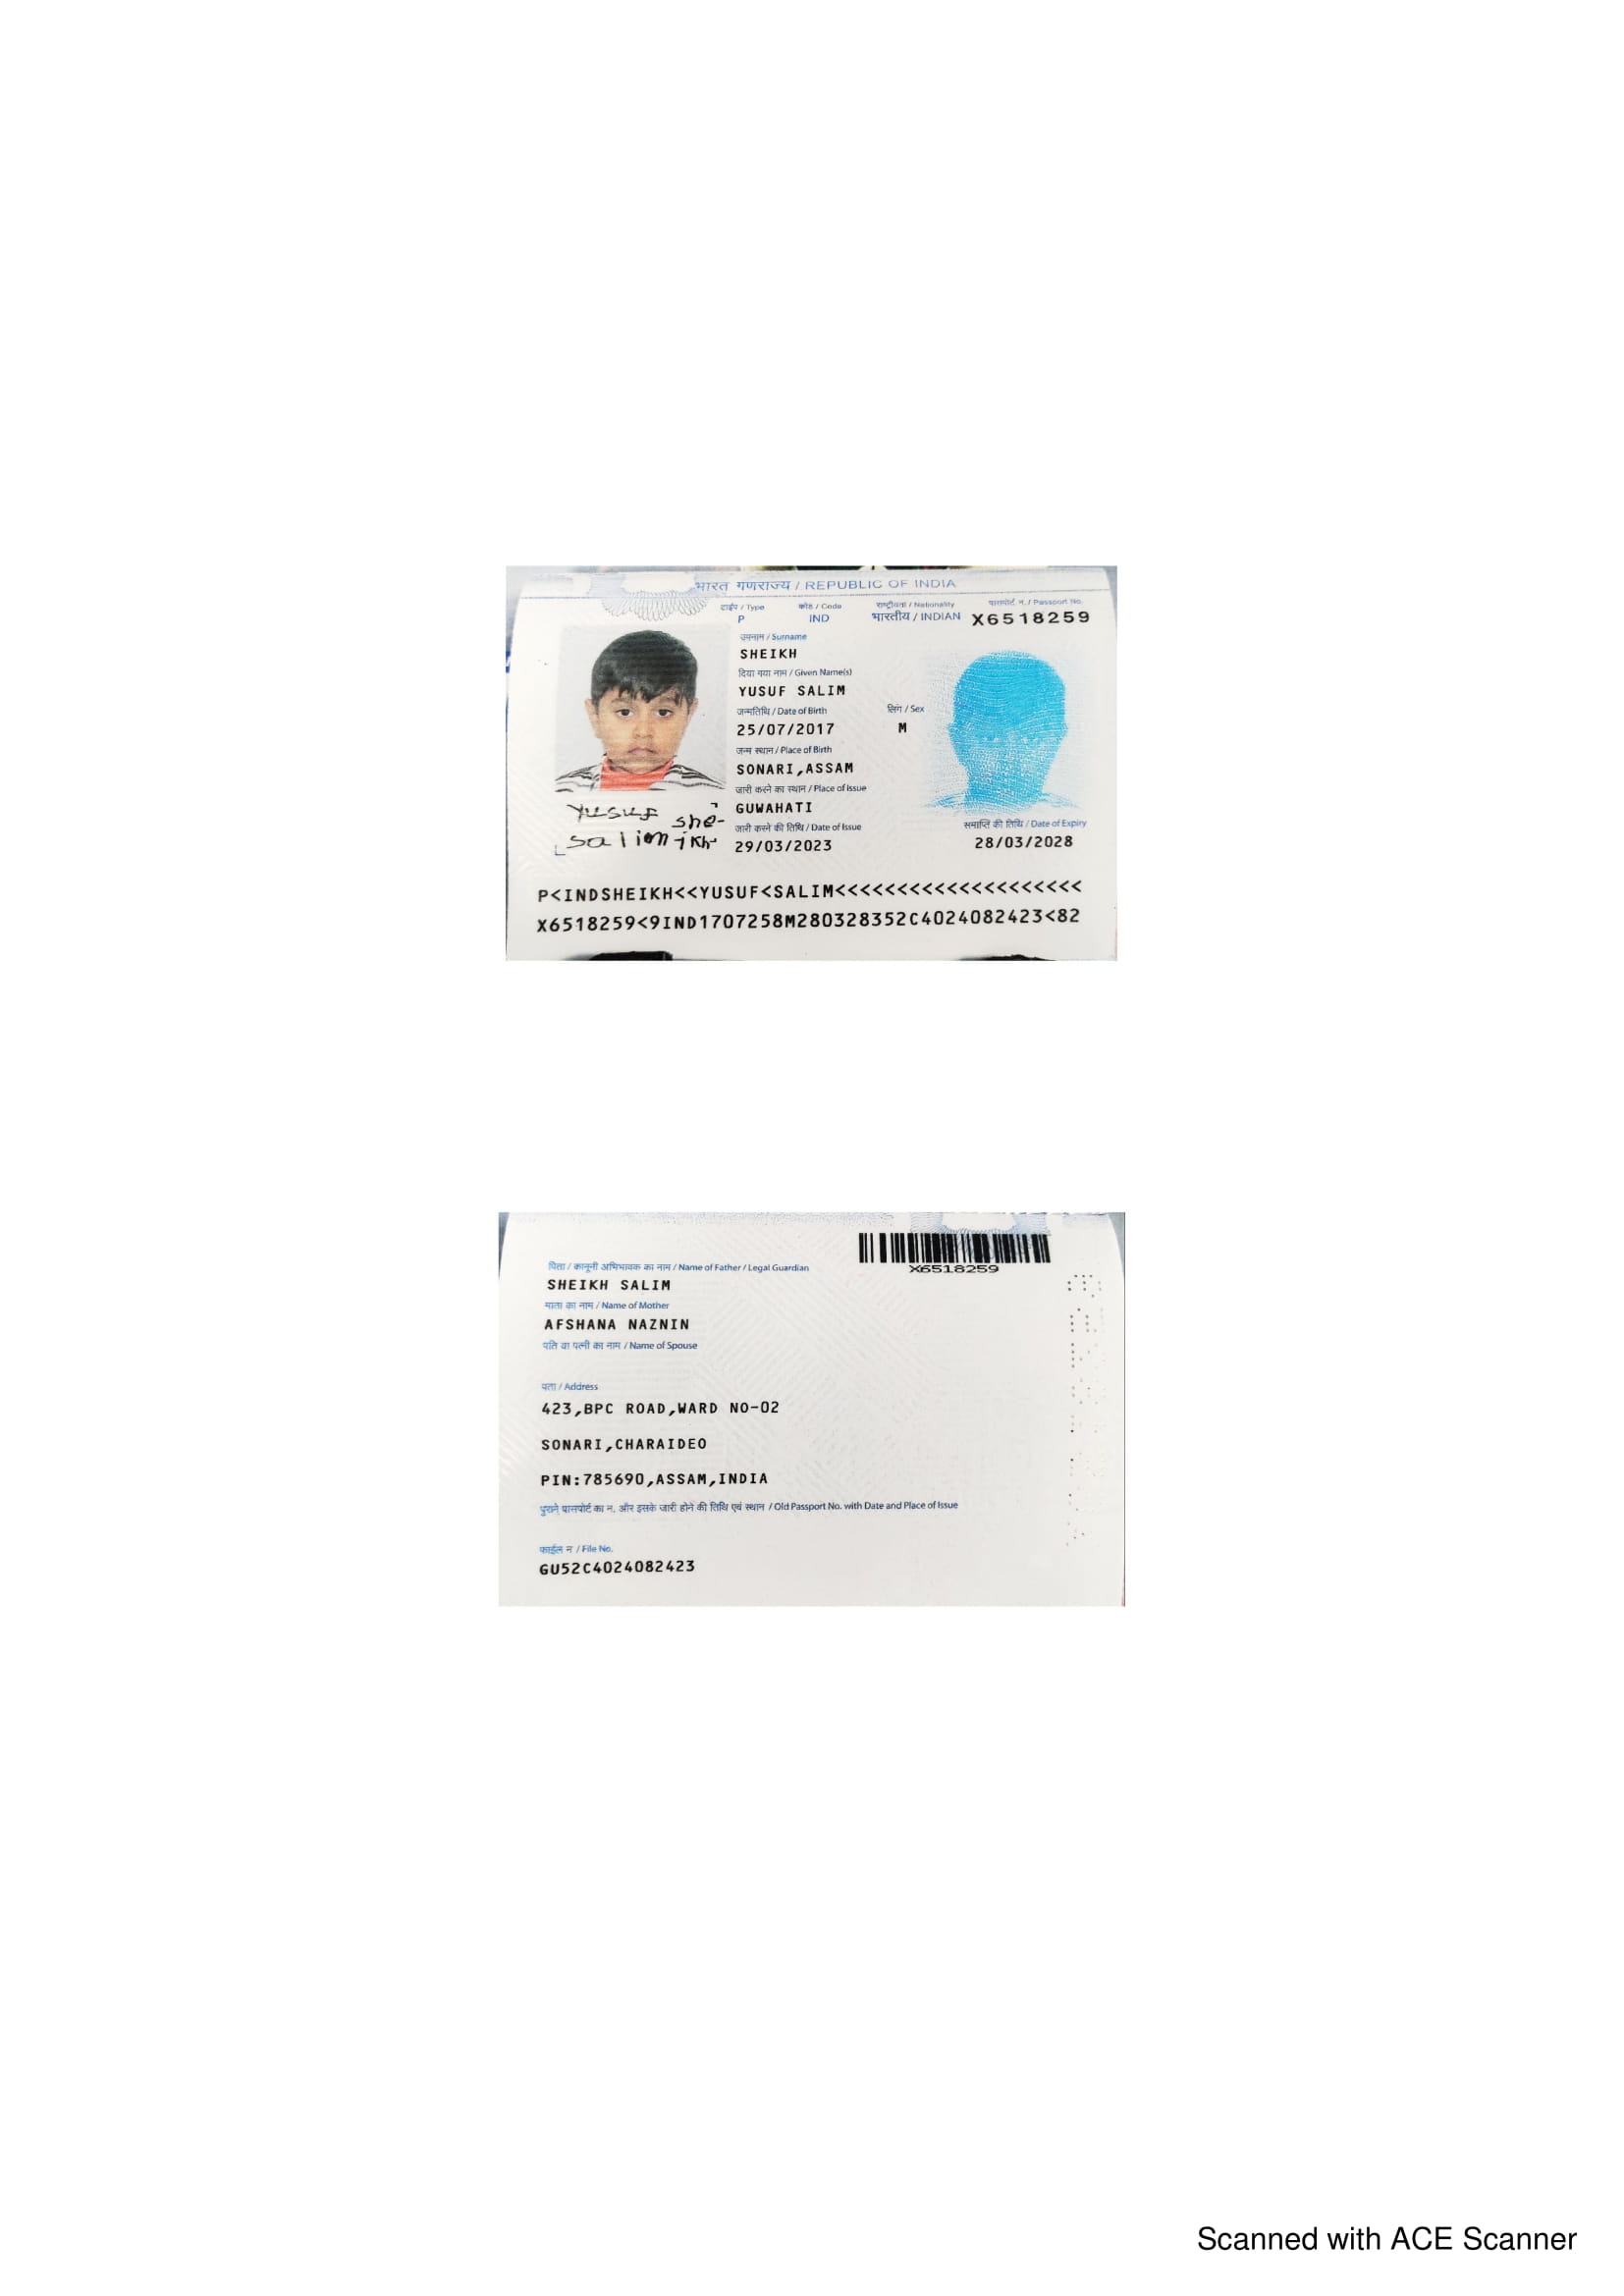 भारत गणराज्य / REPUBLIC OF INDIA
टाईप / Type कोड / Code राष्ट्रीयता / Nationality पासपोर्ट न. / Passport No.
P IND भारतीय / INDIAN X6518259
उपनाम / Surname
SHEIKH
दिया गया नाम / Given Name(s)
YUSUF SALIM
जन्मतिथि / Date of Birth लिंग / Sex
25/07/2017 M
जन्म स्थान / Place of Birth
SONARI,ASSAM
जारी करने का स्थान / Place of Issue
GUWAHATI
जारी करने की तिथि / Date of Issue समाप्ति की तिथि / Date of Expiry
29/03/2023 28/03/2028
Yusuf she-
salim ikh
P<INDSHEIKH<<YUSUF<SALIM<<<<<<<<<<<<<<<<<<<<
X6518259<9IND1707258M280328352C4024082423<82
X6518259
पिता / कानूनी अभिभावक का नाम / Name of Father / Legal Guardian
SHEIKH SALIM
माता का नाम / Name of Mother
AFSHANA NAZNIN
पति या पत्नी का नाम / Name of Spouse
पता / Address
423,BPC ROAD,WARD NO-02
SONARI,CHARAIDEO
PIN:785690,ASSAM,INDIA
पुराने पासपोर्ट का न. और इसके जारी होने की तिथि एवं स्थान / Old Passport No. with Date and Place of Issue
फाईल न / File No.
GU52C4024082423
Scanned with ACE Scanner